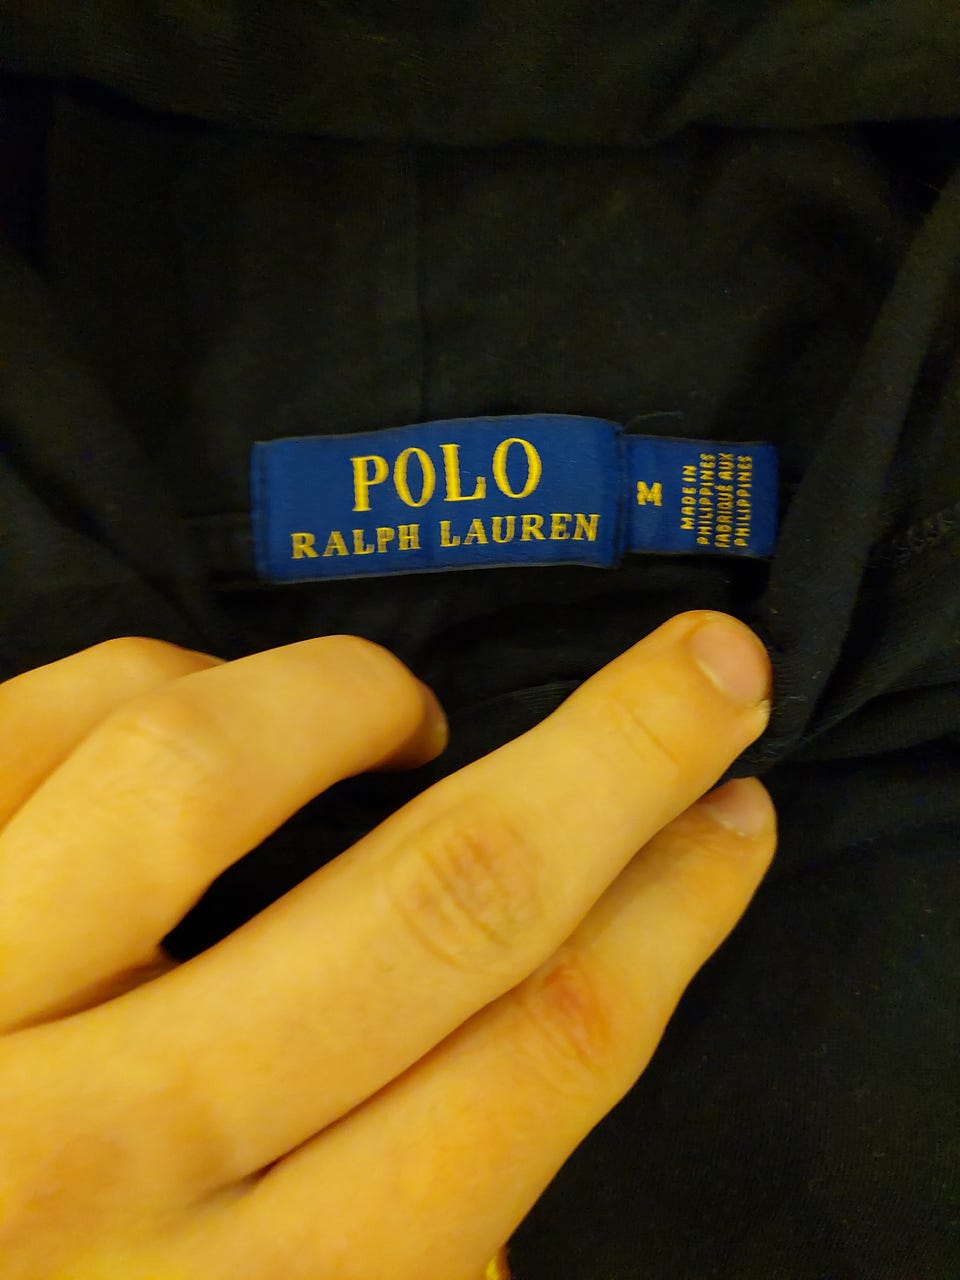 POLO
RALPH LAUREN
M
MADE IN
PHILIPPINES
FABRIQUÉ AUX
PHILIPPINES